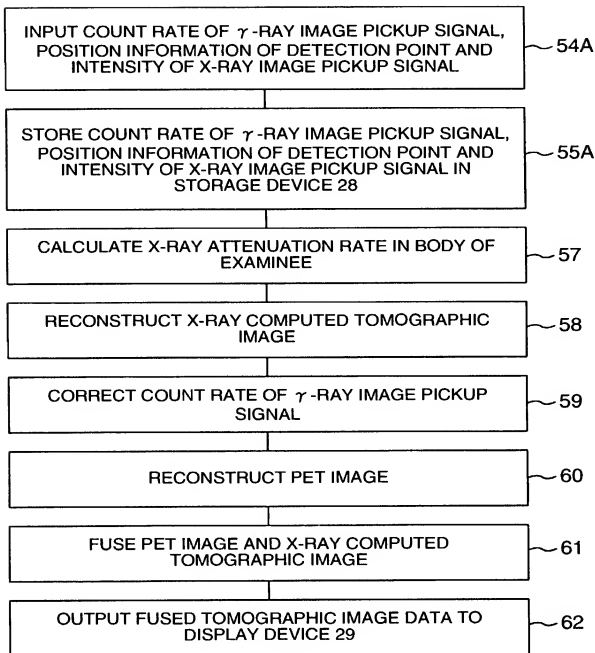 INPUT COUNT RATE OF γ-RAY IMAGE PICKUP SIGNAL,
POSITION INFORMATION OF DETECTION POINT AND
INTENSITY OF X-RAY IMAGE PICKUP SIGNAL
54A
STORE COUNT RATE OF γ-RAY IMAGE PICKUP SIGNAL,
POSITION INFORMATION OF DETECTION POINT AND
INTENSITY OF X-RAY IMAGE PICKUP SIGNAL IN
STORAGE DEVICE 28
55A
CALCULATE X-RAY ATTENUATION RATE IN BODY OF
EXAMINEE
57
RECONSTRUCT X-RAY COMPUTED TOMOGRAPHIC
IMAGE
58
CORRECT COUNT RATE OF γ-RAY IMAGE PICKUP
SIGNAL
59
RECONSTRUCT PET IMAGE
60
FUSE PET IMAGE AND X-RAY COMPUTED
TOMOGRAPHIC IMAGE
61
OUTPUT FUSED TOMOGRAPHIC IMAGE DATA TO
DISPLAY DEVICE 29
62